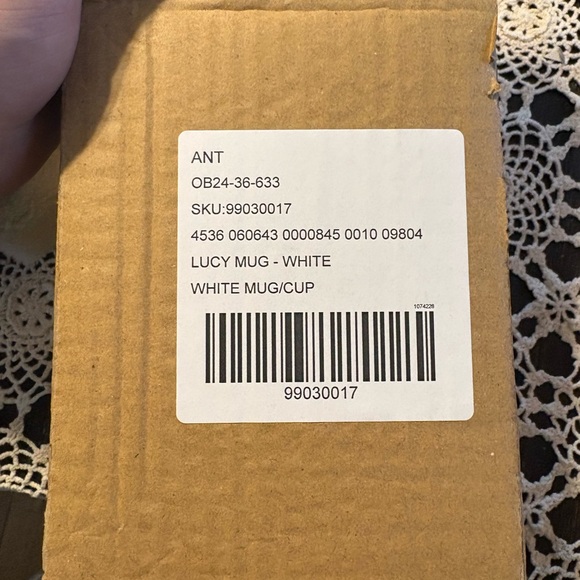 ANT
OB24-36-633
SKU:99030017
4536 060643 0000845 0010 09804
LUCY MUG - WHITE
WHITE MUG/CUP
1074228
99030017